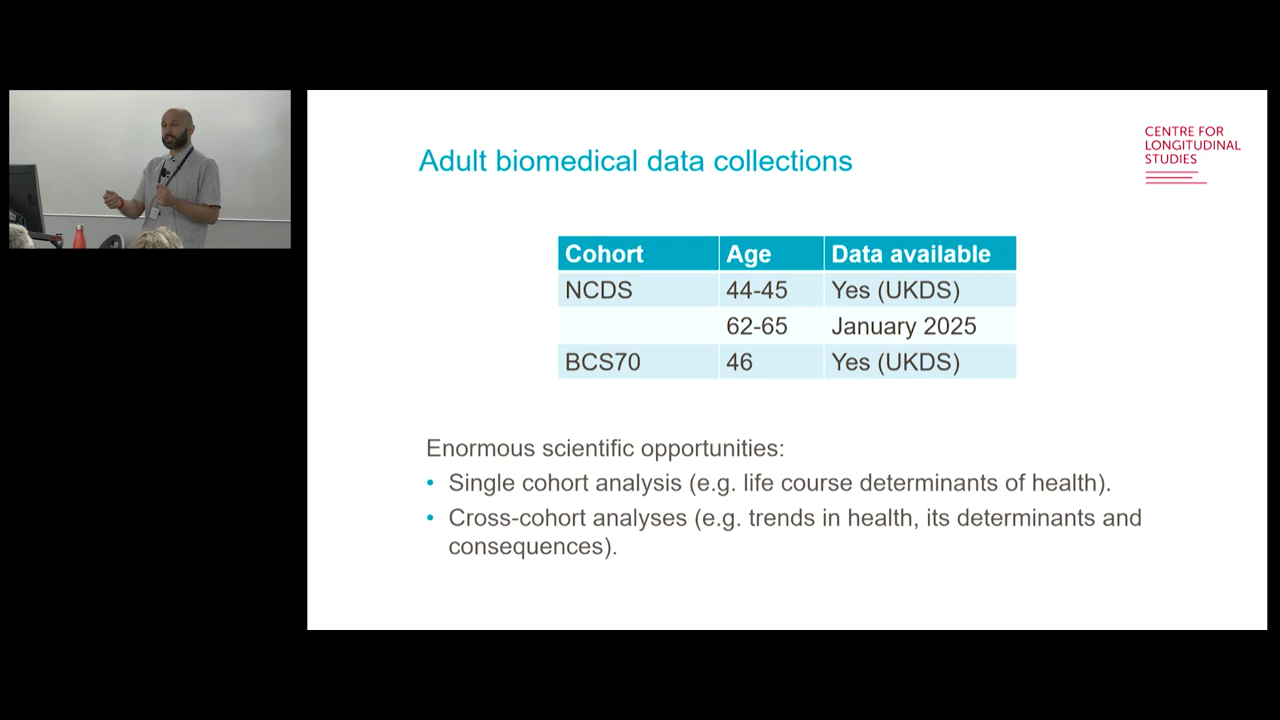 Adult biomedical data collections
CENTRE FOR
LONGITUDINAL
STUDIES
Cohort Age Data available
NCDS 44-45 Yes (UKDS)
62-65 January 2025
BCS70 46 Yes (UKDS)
Enormous scientific opportunities:
• Single cohort analysis (e.g. life course determinants of health).
• Cross-cohort analyses (e.g. trends in health, its determinants and
consequences).